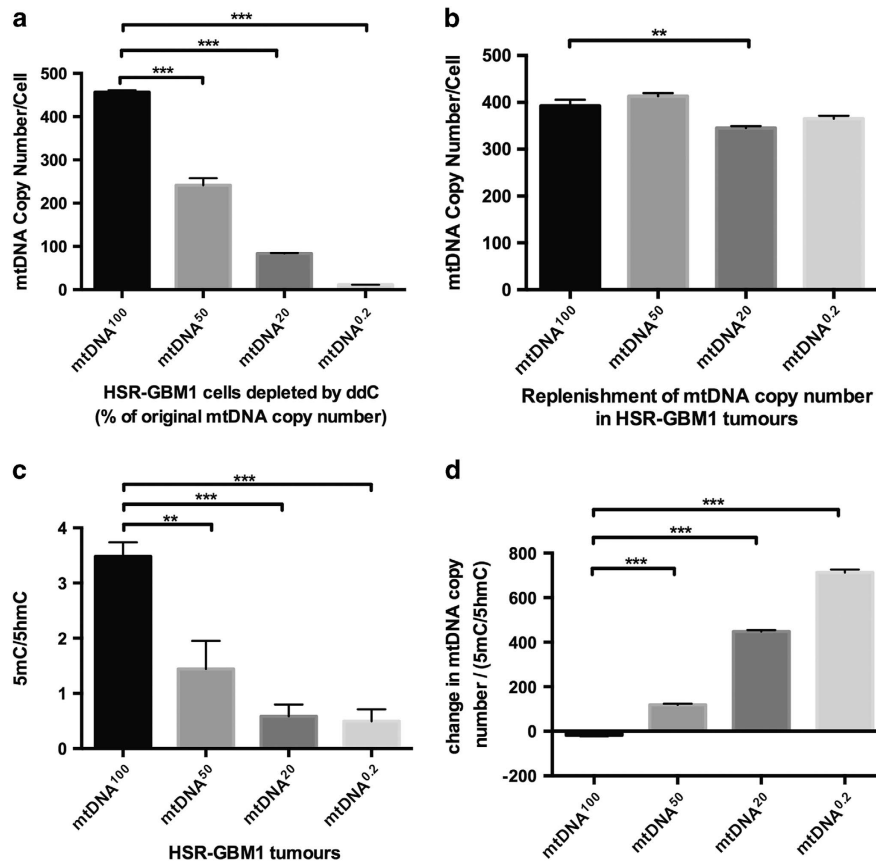 a
***
***
***
mtDNA Copy Number/Cell
500
400
300
200
100
0
mtDNA100
mtDNA50
mtDNA20
mtDNA0.2
HSR-GBM1 cells depleted by ddC
(% of original mtDNA copy number)
b
**
mtDNA Copy Number/Cell
500
400
300
200
100
0
mtDNA100
mtDNA50
mtDNA20
mtDNA0.2
Replenishment of mtDNA copy number
in HSR-GBM1 tumours
c
***
***
**
5mC/5hmC
4
3
2
1
0
mtDNA100
mtDNA50
mtDNA20
mtDNA0.2
HSR-GBM1 tumours
d
***
***
***
change in mtDNA copy
number / (5mC/5hmC)
800
600
400
200
0
-200
mtDNA100
mtDNA50
mtDNA20
mtDNA0.2